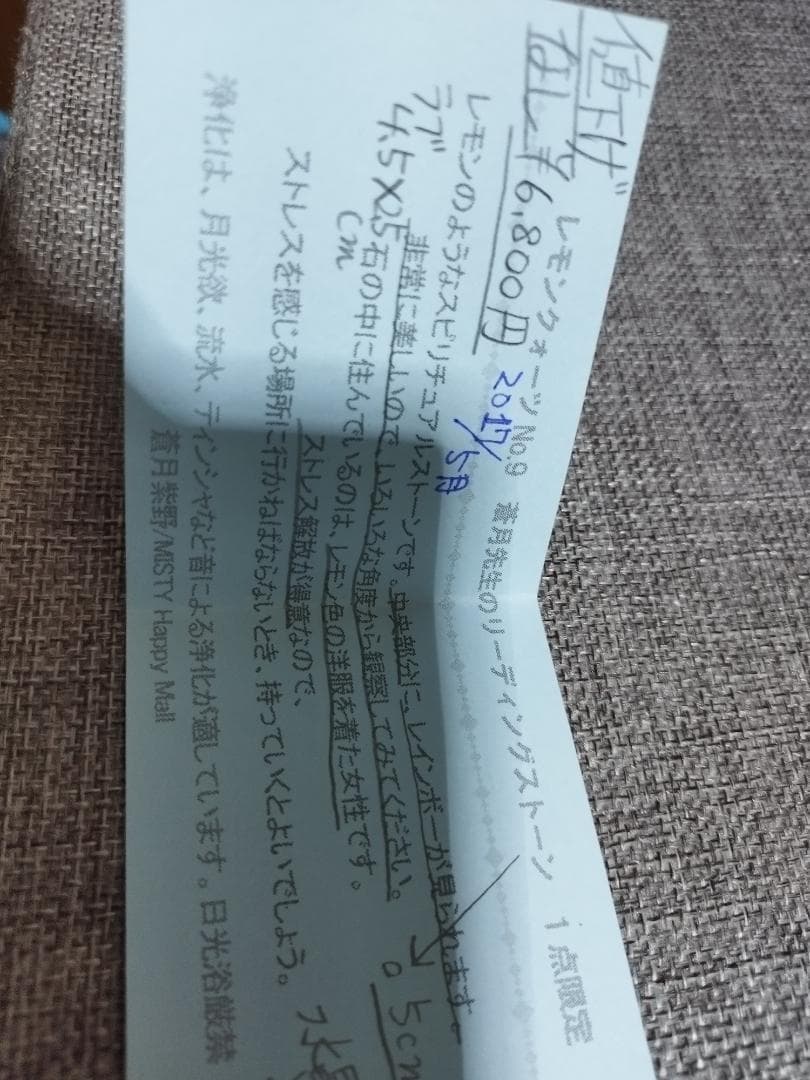 値下げ
なし ¥6,800円
レモンクォーツ No.9　蒼月先生のリーディングストーン　1点限定
2017/5月
レモンのようなスピリチュアルストーンです。中央部分に、レインボーが見られます。
ラブ
非常に美しいので、いろいろな角度から観察してみてください。
4.5×2.5
cm
5cm
石の中に住んでいるのは、レモン色の洋服を着た女性です。
ストレス解放が得意なので、
ストレスを感じる場所に行かねばならないとき、持っていくとよいでしょう。
浄化は、月光欲、流水、ティンシャなど音による浄化が適しています。日光浴厳禁
蒼月紫野/MISTY Happy Mall